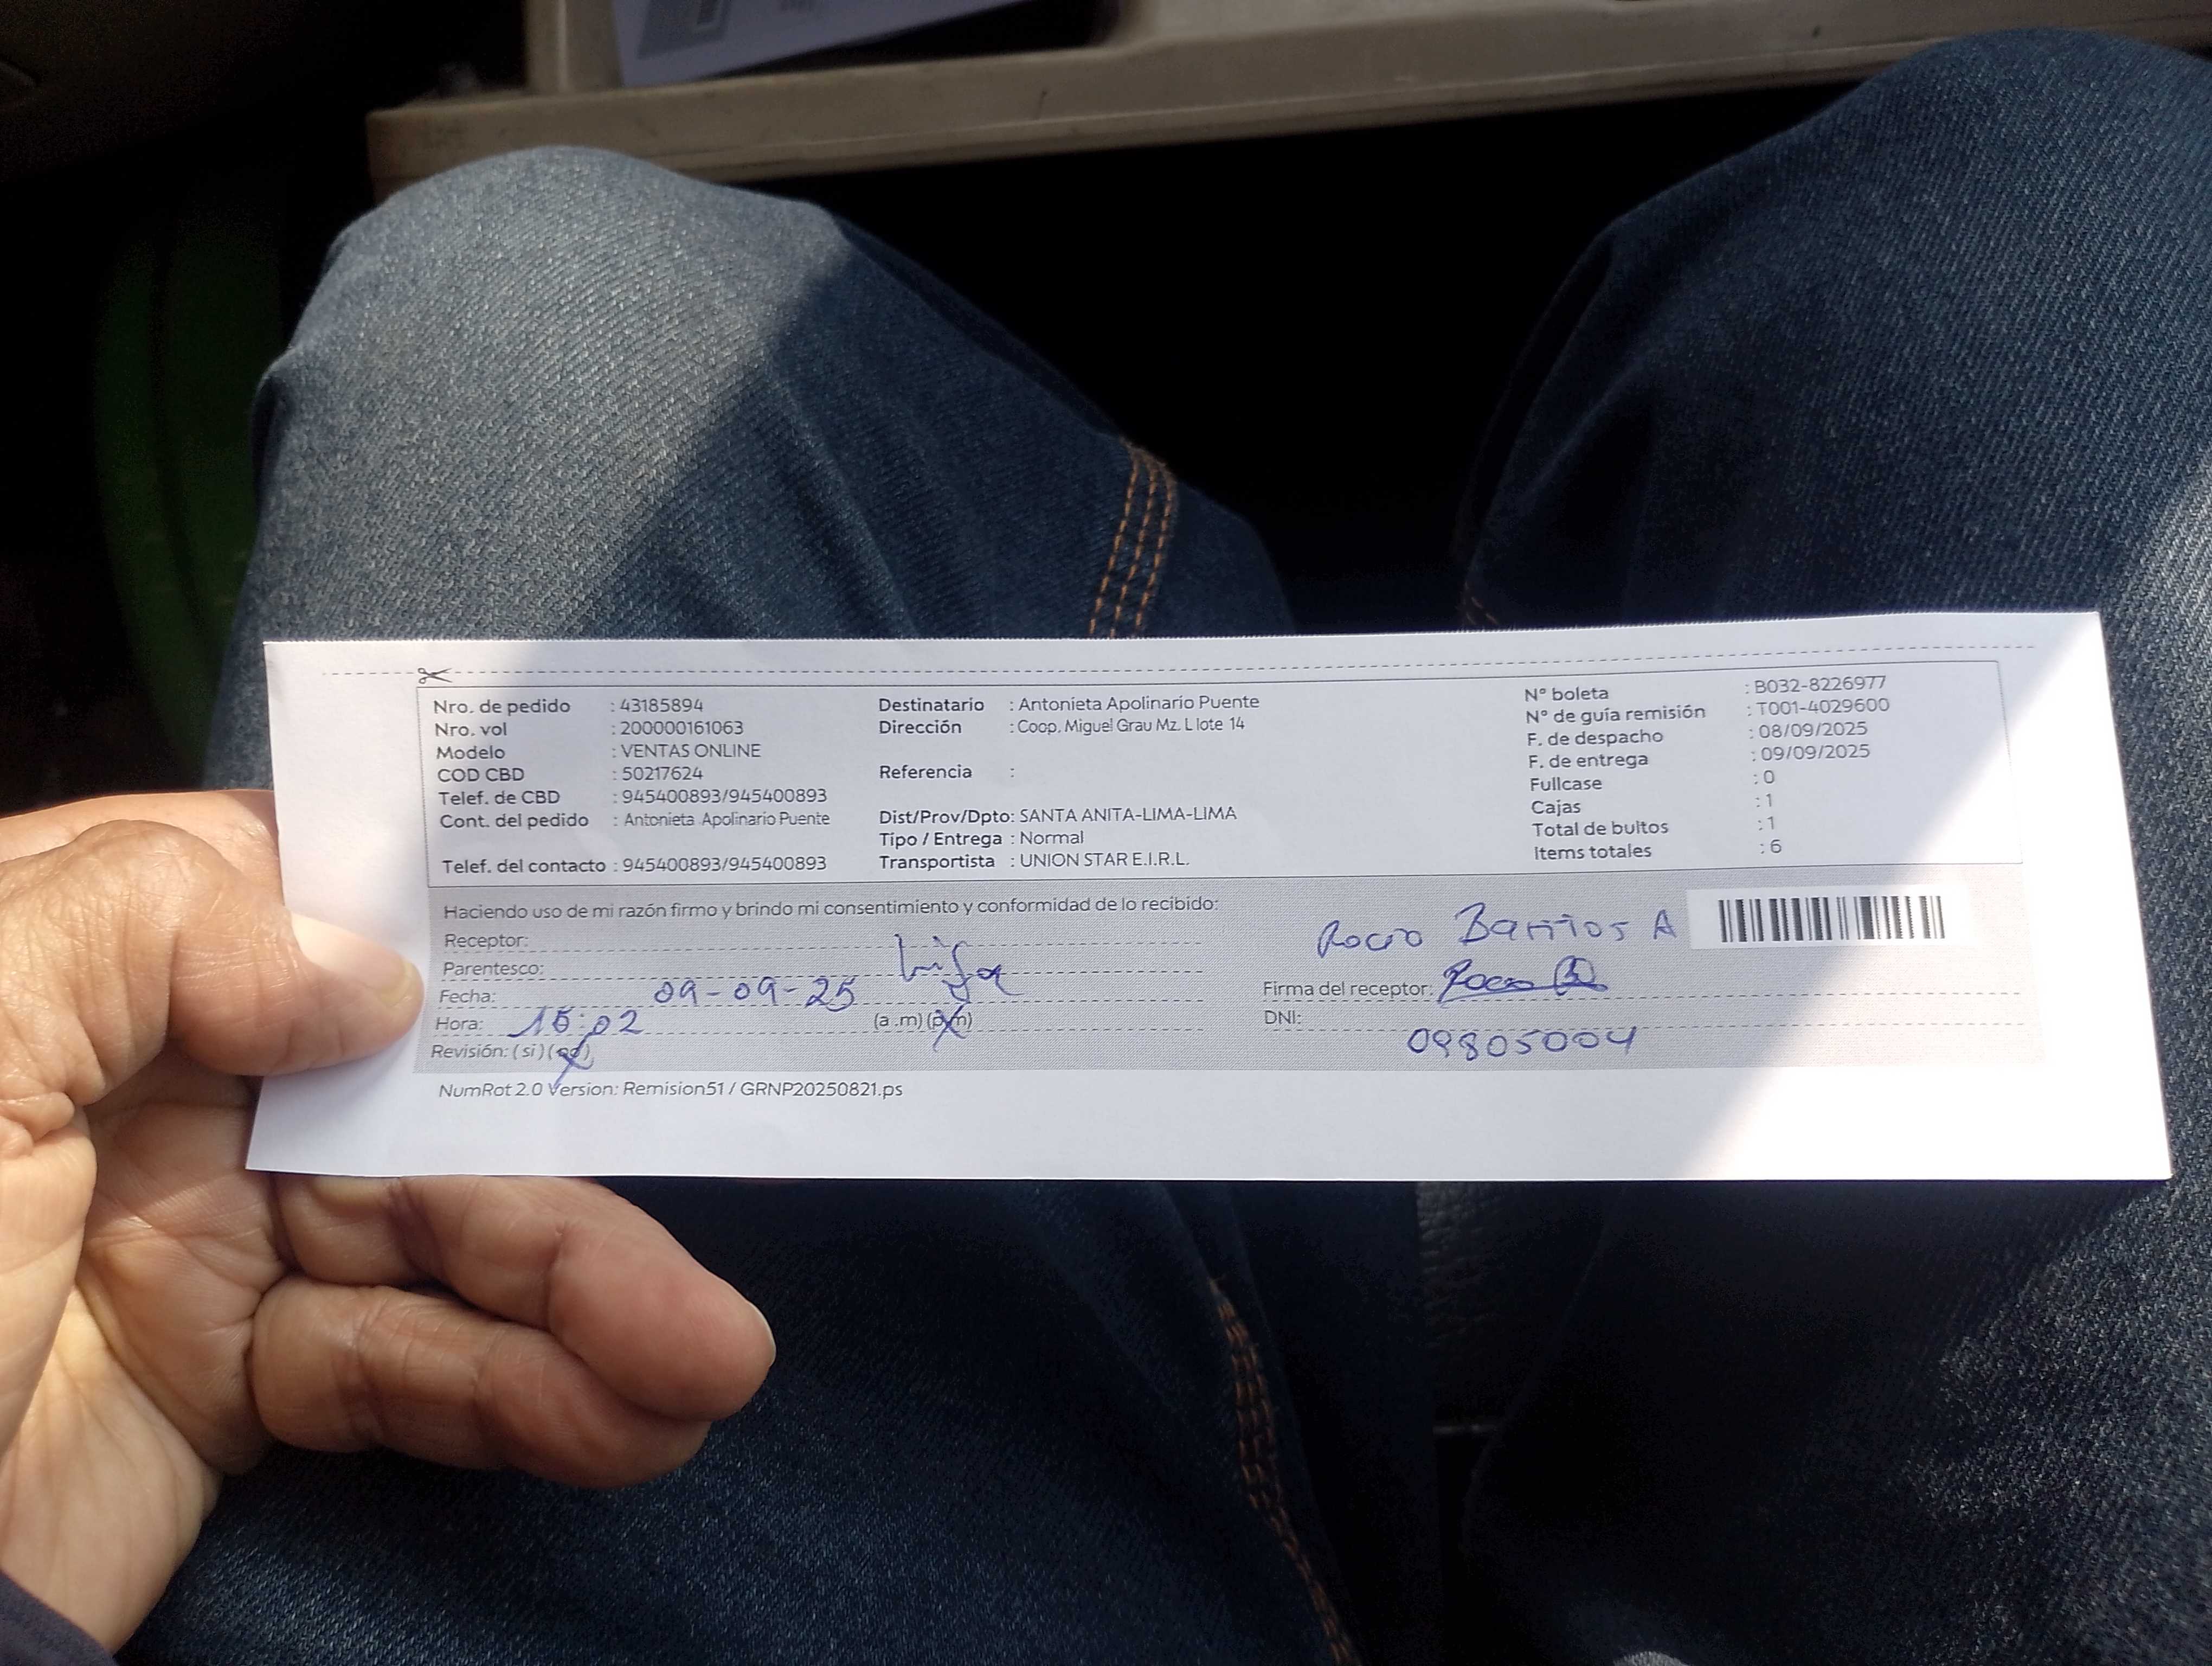 Nro. de pedido : 43185894
Nro. vol : 200000161063
Modelo : VENTAS ONLINE
COD CBD : 50217624
Telef. de CBD : 945400893/945400893
Cont. del pedido : Antonieta Apolinario Puente
Telef. del contacto : 945400893/945400893
Destinatario : Antonieta Apolinario Puente
Dirección : Coop. Miguel Grau Mz. L lote 14
Referencia :
Dist/Prov/Dpto: SANTA ANITA-LIMA-LIMA
Tipo / Entrega : Normal
Transportista : UNION STAR E.I.R.L.
N° boleta : B032-8226977
N° de guía remisión : T001-4029600
F. de despacho : 08/09/2025
F. de entrega : 09/09/2025
Fullcase : 0
Cajas : 1
Total de bultos : 1
Items totales : 6
Haciendo uso de mi razón firmo y brindo mi consentimiento y conformidad de lo recibido:
Receptor:
Parentesco: hija
Fecha: 09-09-25
Hora: 15:02 (a.m) (p.m)
Revisión: (si) (no)
Rocio Barrios A
Firma del receptor:
DNI: 09805004
NumRot 2.0 Version: Remision51 / GRNP20250821.ps